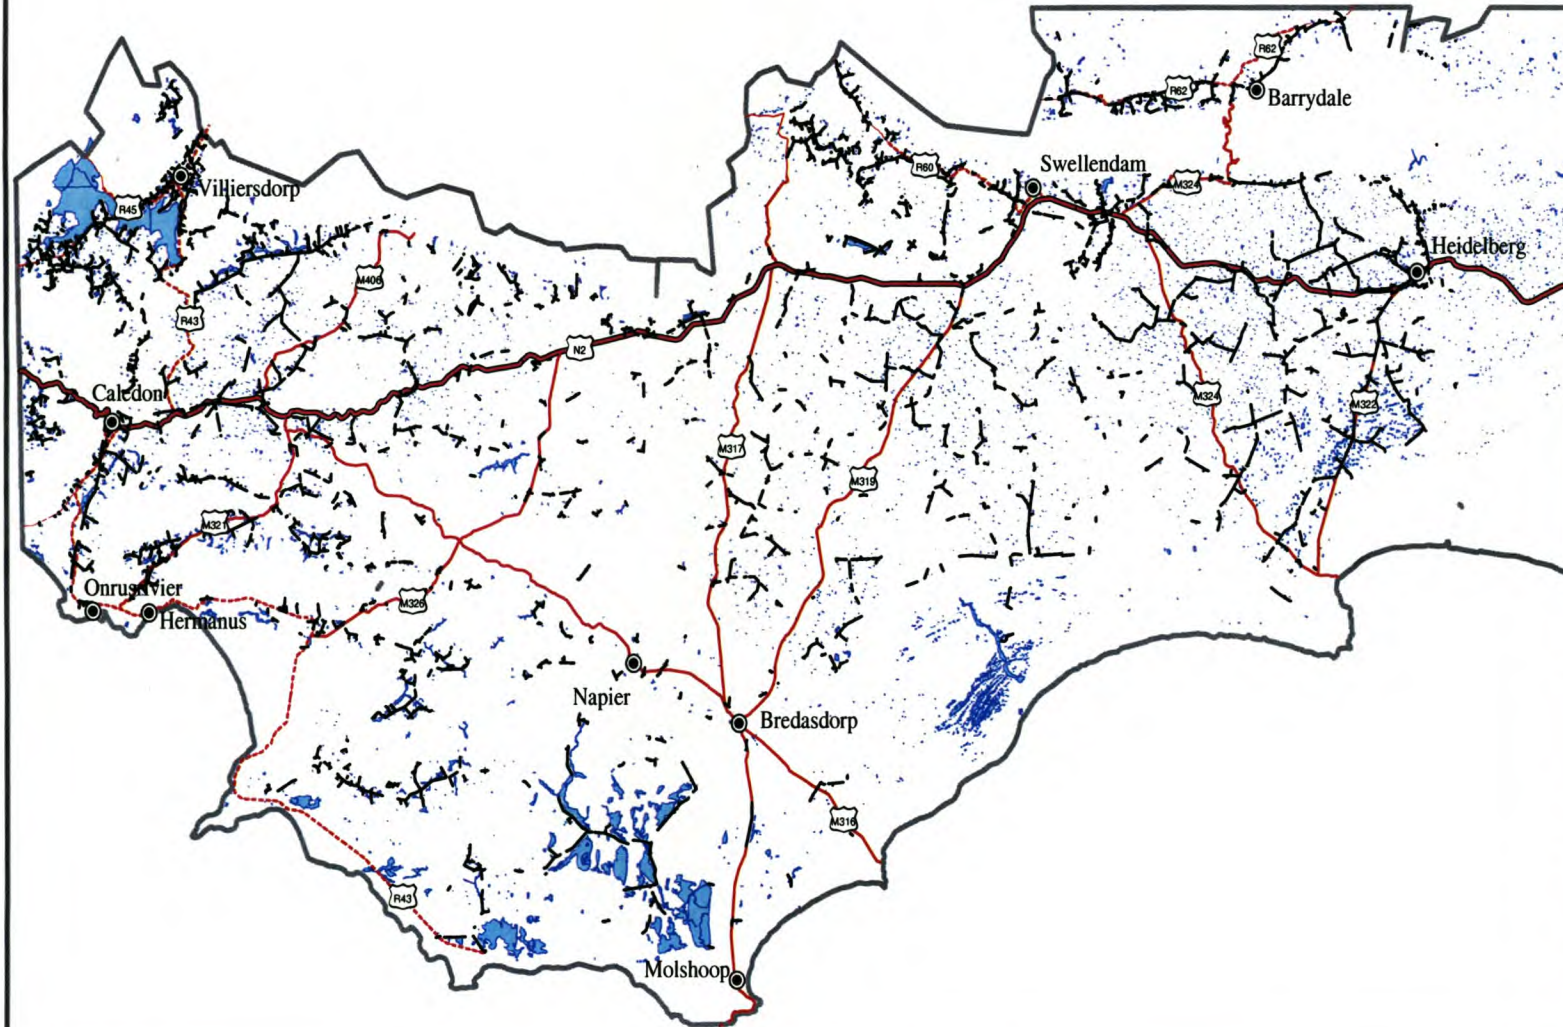 R62
R62
Barrydale
Swellendam
R60
Villiersdorp
M324
R45
Heidelberg
M406
R43
N2
Caledon
M324
M322
M317
M319
M321
Onrusrivier
M326
Hermanus
Napier
Bredasdorp
M316
R43
Molshoop